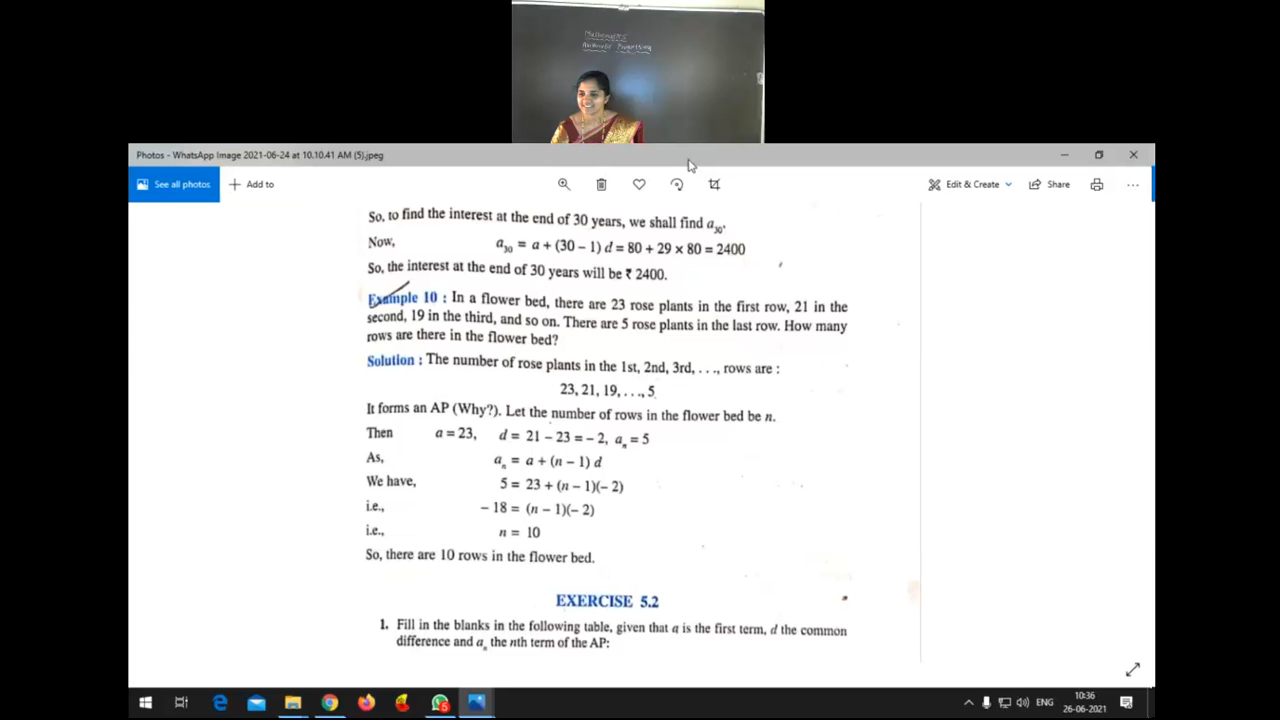 Mathematics
Arithmetic Progression
Photos - WhatsApp Image 2021-06-24 at 10.10.41 AM (5).jpeg
See all photos
Add to
Edit & Create
Share
So, to find the interest at the end of 30 years, we shall find a₃₀.
Now, a₃₀ = a + (30 – 1) d = 80 + 29 × 80 = 2400
So, the interest at the end of 30 years will be ₹ 2400.
Example 10 : In a flower bed, there are 23 rose plants in the first row, 21 in the
second, 19 in the third, and so on. There are 5 rose plants in the last row. How many
rows are there in the flower bed?
Solution : The number of rose plants in the 1st, 2nd, 3rd, . . ., rows are :
23, 21, 19, . . ., 5
It forms an AP (Why?). Let the number of rows in the flower bed be n.
Then a = 23, d = 21 – 23 = – 2, aₙ = 5
As, aₙ = a + (n – 1) d
We have, 5 = 23 + (n – 1)(– 2)
i.e., – 18 = (n – 1)(– 2)
i.e., n = 10
So, there are 10 rows in the flower bed.
EXERCISE 5.2
1. Fill in the blanks in the following table, given that a is the first term, d the common
difference and aₙ the nth term of the AP:
5
ENG
10:36
26-06-2021